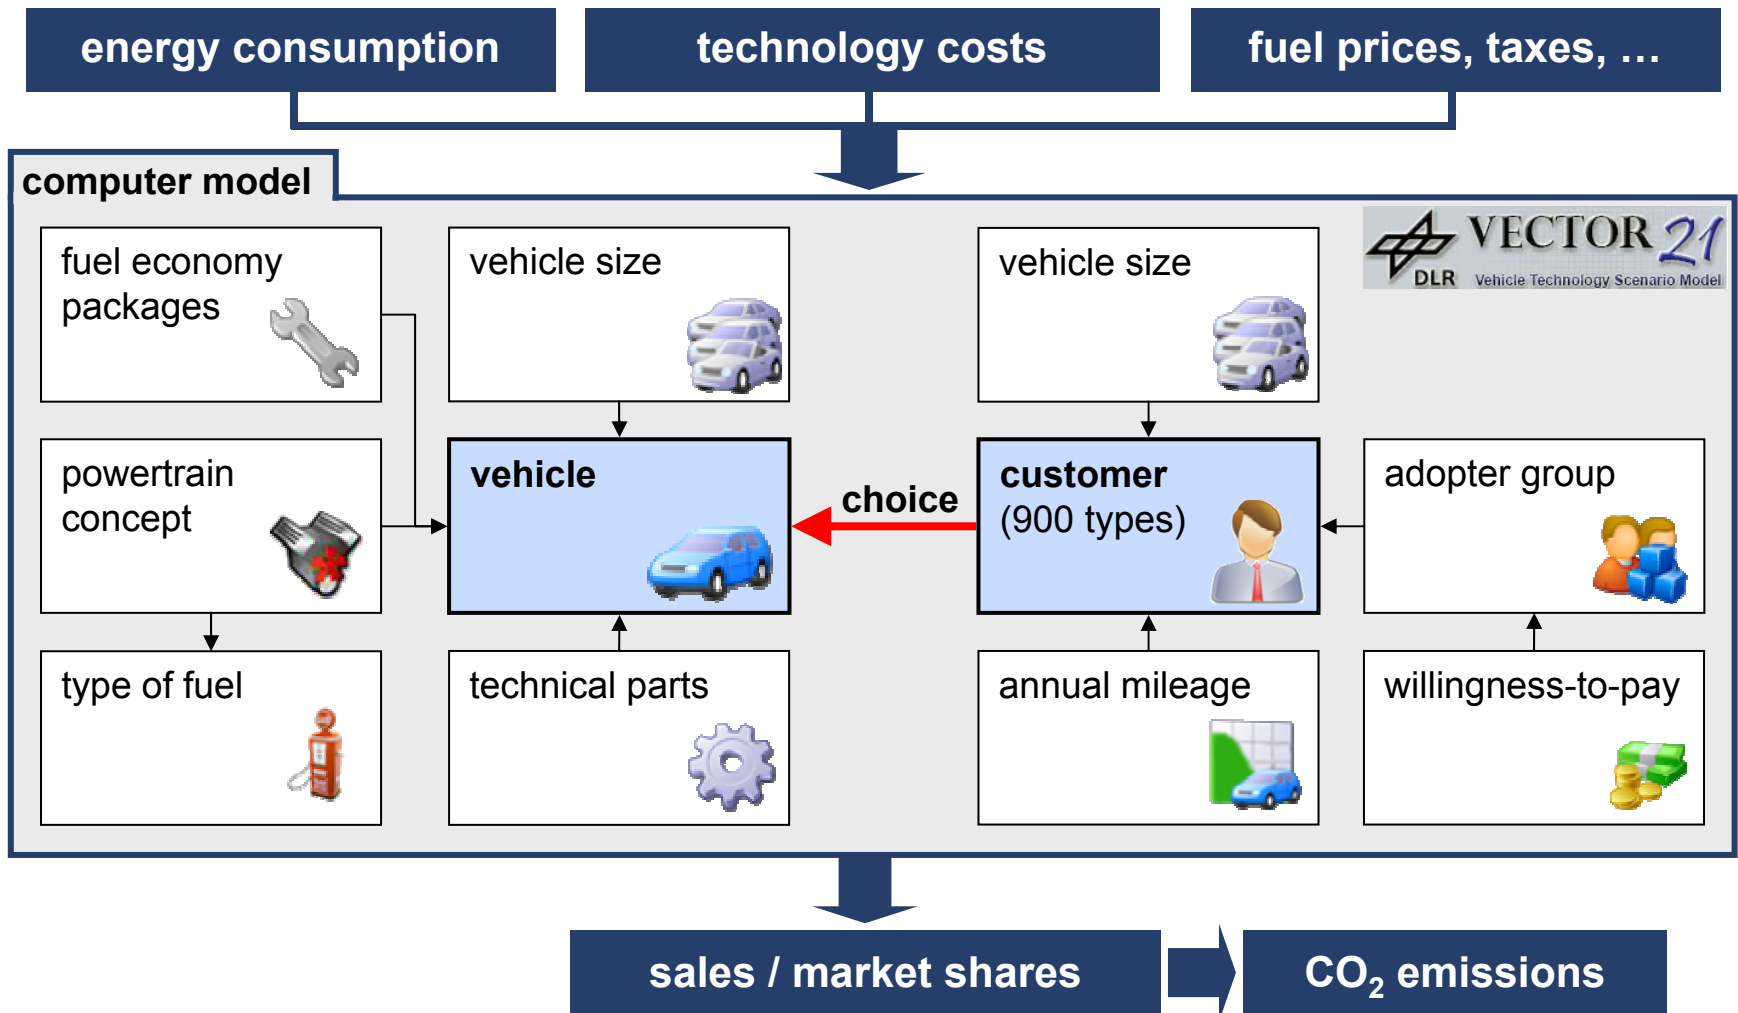 energy consumption
technology costs
fuel prices, taxes, …
computer model
VECTOR 21
DLR
Vehicle Technology Scenario Model
fuel economy
packages
vehicle size
vehicle size
powertrain
concept
vehicle
choice
customer
(900 types)
adopter group
type of fuel
technical parts
annual mileage
willingness-to-pay
sales / market shares
CO₂ emissions